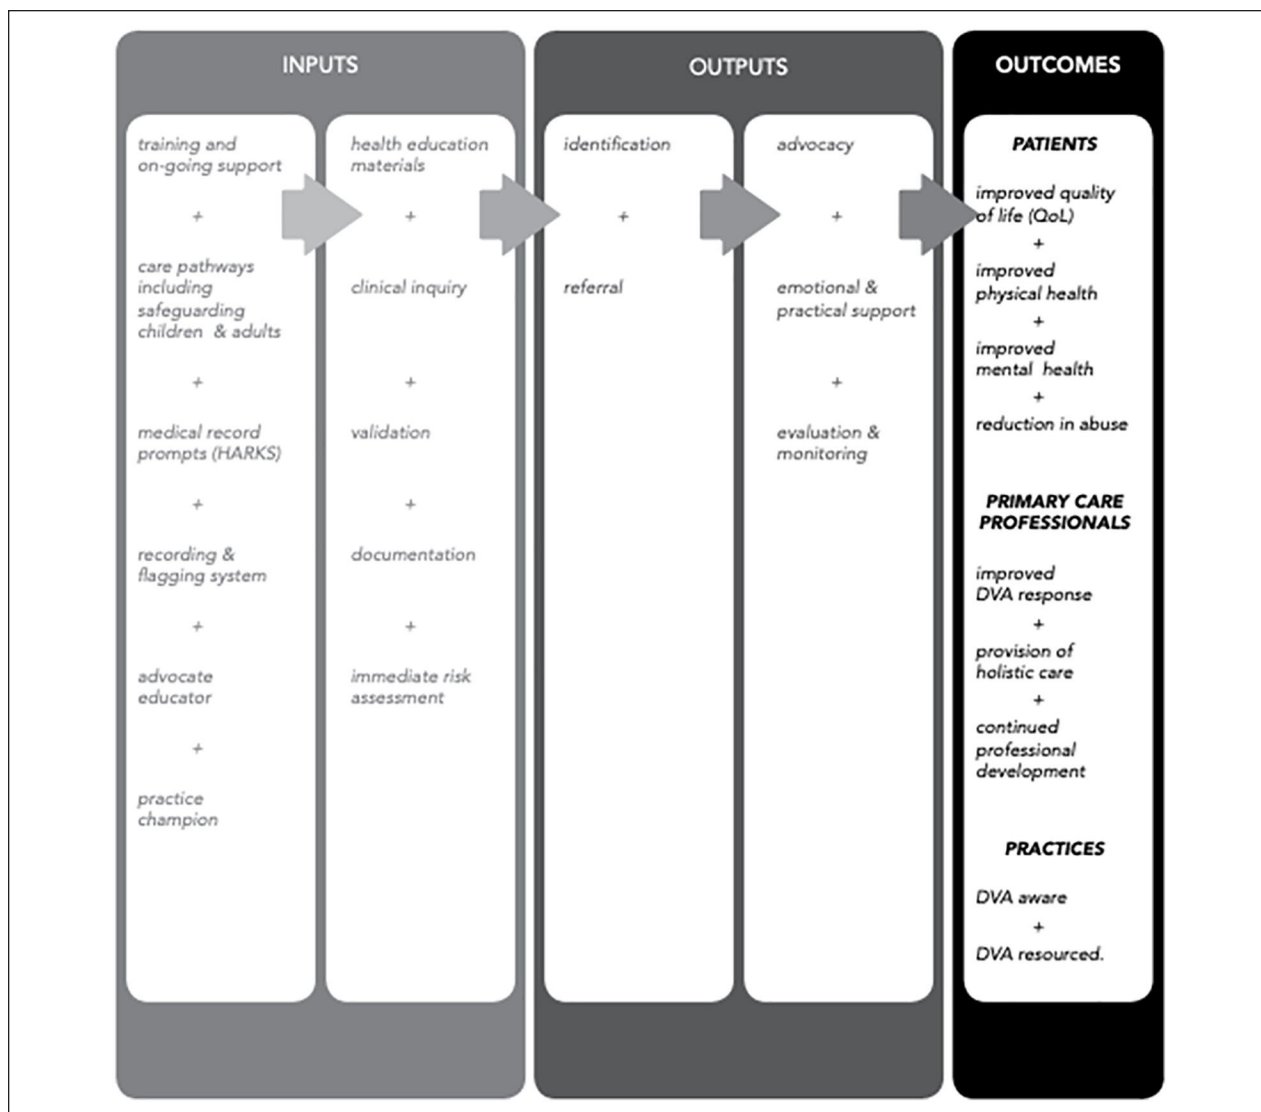 INPUTS
training and
on-going support
+
care pathways
including
safeguarding
children & adults
+
medical record
prompts (HARKS)
+
recording &
flagging system
+
advocate
educator
+
practice
champion
health education
materials
+
clinical inquiry
+
validation
+
documentation
+
immediate risk
assessment
OUTPUTS
identification
+
referral
advocacy
+
emotional &
practical support
+
evaluation &
monitoring
OUTCOMES
PATIENTS
improved quality
of life (QoL)
+
improved
physical health
+
improved
mental health
+
reduction in abuse
PRIMARY CARE
PROFESSIONALS
improved
DVA response
+
provision of
holistic care
+
continued
professional
development
PRACTICES
DVA aware
+
DVA resourced.